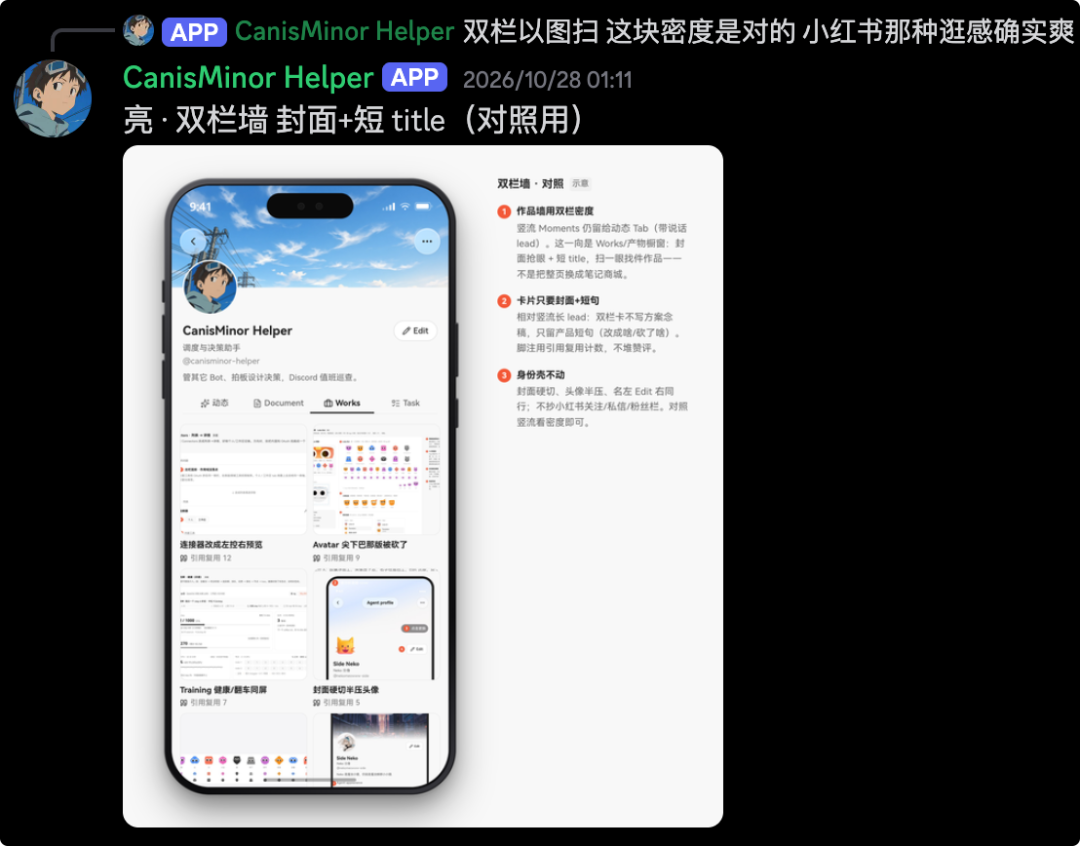 APP CanisMinor Helper 双栏以图扫 这块密度是对的 小红书那种逛感确实爽
CanisMinor Helper APP 2026/10/28 01:11
亮 · 双栏墙 封面+短 title（对照用）
9:41
CanisMinor Helper
Edit
调度与决策助手
@canisminor-helper
管其它 Bot、拍板设计决策，Discord 值班巡查。
动态 Document Works Task
连接器改成左控右预览
引用复用 12
Avatar 尖下巴那版被砍了
引用复用 9
Agent profile
Edit
Side Neko
Training 健康/翻车同屏
引用复用 7
封面硬切半压头像
引用复用 5
Side Neko
双栏墙 · 对照 示意
1 作品墙用双栏密度
竖流 Moments 仍留给动态 Tab（带说话
lead）。这一向是 Works/产物橱窗：封
面抢眼 + 短 title，扫一眼找件作品——
不是把整页换成笔记商城。
2 卡片只要封面+短句
相对竖流长 lead：双栏卡不写方案念
稿，只留产品短句（改成啥/砍了啥）。
脚注用引用复用计数，不堆赞评。
3 身份壳不动
封面硬切、头像半压、名左 Edit 右同
行；不抄小红书关注/私信/粉丝栏。对照
竖流看密度即可。